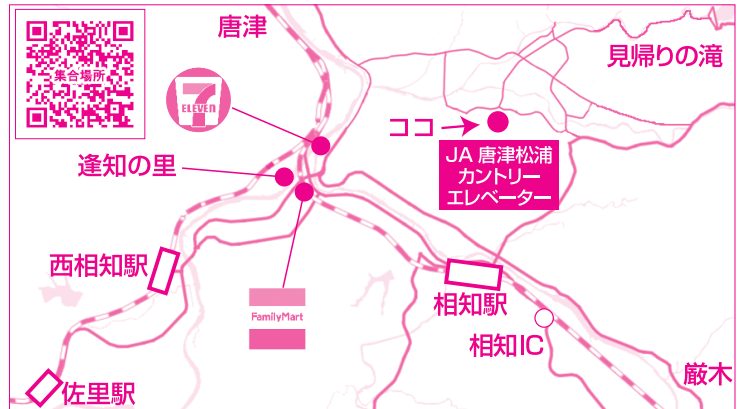 唐津
見帰りの滝
集合場所
7
ELEVEN
ココ
JA 唐津松浦
カントリー
エレベーター
逢知の里
西相知駅
相知駅
FamilyMart
相知IC
厳木
佐里駅